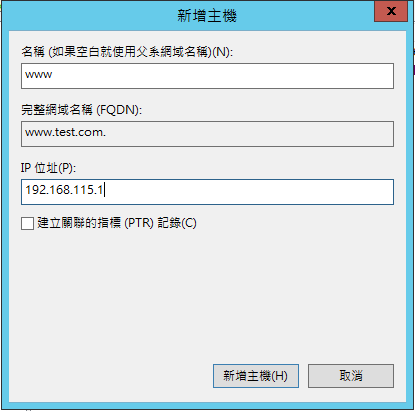 新增主機
x
名稱 (如果空白就使用父系網域名稱)(N):
www
完整網域名稱 (FQDN):
www.test.com.
IP 位址(P):
192.168.115.1
建立關聯的指標 (PTR) 記錄(C)
新增主機(H)
取消